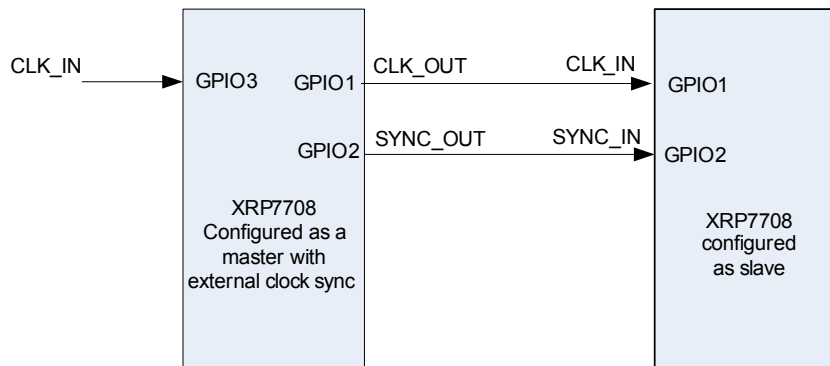 CLK_IN
GPIO3
GPIO1
CLK_OUT
CLK_IN
GPIO1
GPIO2
SYNC_OUT
SYNC_IN
GPIO2
XRP7708
Configured as a
master with
external clock sync
XRP7708
configured
as slave